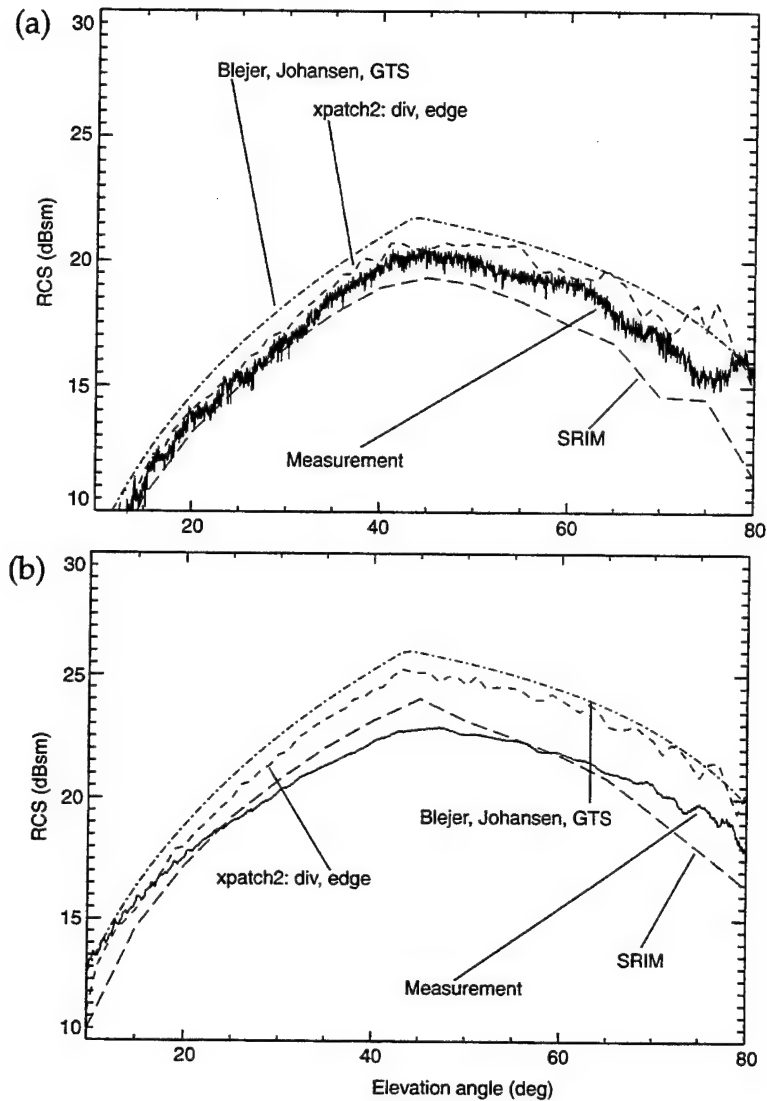 (a)
30
Blejer, Johansen, GTS
xpatch2: div, edge
25
RCS (dBsm)
20
15
SRIM
Measurement
10
20
40
60
80
(b)
30
25
RCS (dBsm)
20
Blejer, Johansen, GTS
xpatch2: div, edge
15
SRIM
Measurement
10
20
40
60
80
Elevation angle (deg)